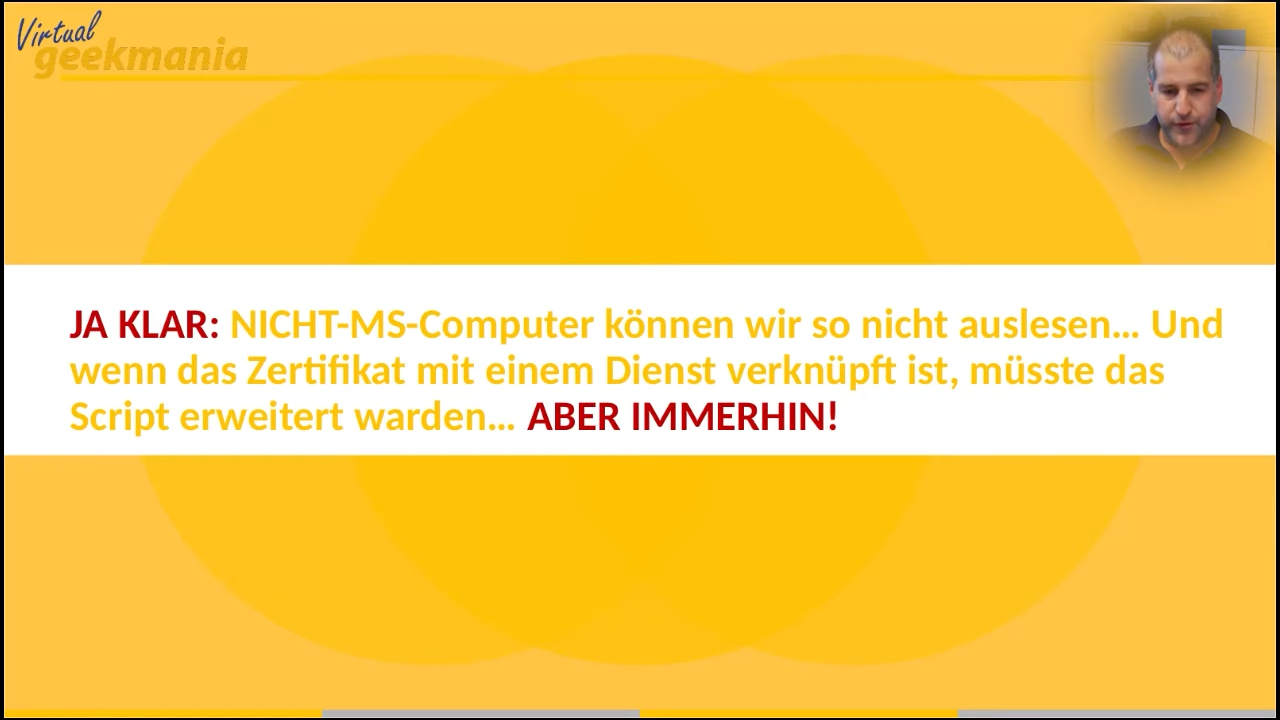 Virtual
geekmania
JA KLAR: NICHT-MS-Computer können wir so nicht auslesen... Und
wenn das Zertifikat mit einem Dienst verknüpft ist, müsste das
Script erweitert warden... ABER IMMERHIN!